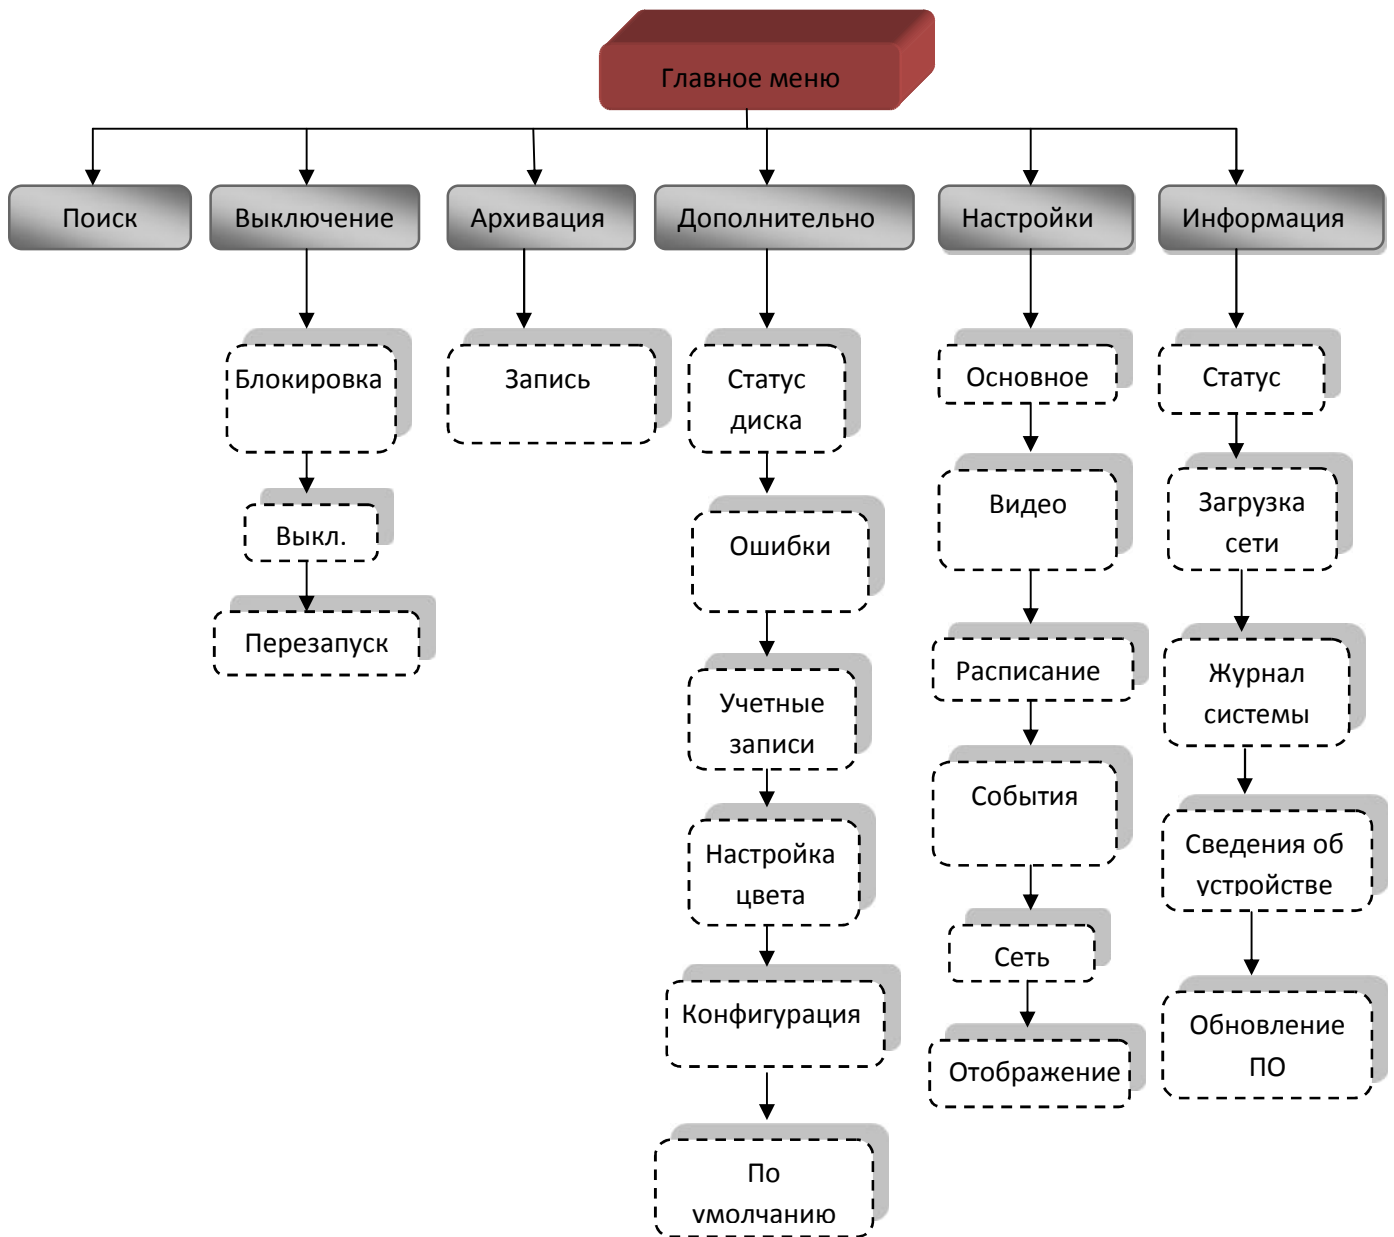 Главное меню
Поиск
Выключение
Архивация
Дополнительно
Настройки
Информация
Блокировка
Выкл.
Перезапуск
Запись
Статус
диска
Ошибки
Учетные
записи
Настройка
цвета
Конфигурация
По
умолчанию
Основное
Видео
Расписание
События
Сеть
Отображение
Статус
Загрузка
сети
Журнал
системы
Сведения об
устройстве
Обновление
ПО